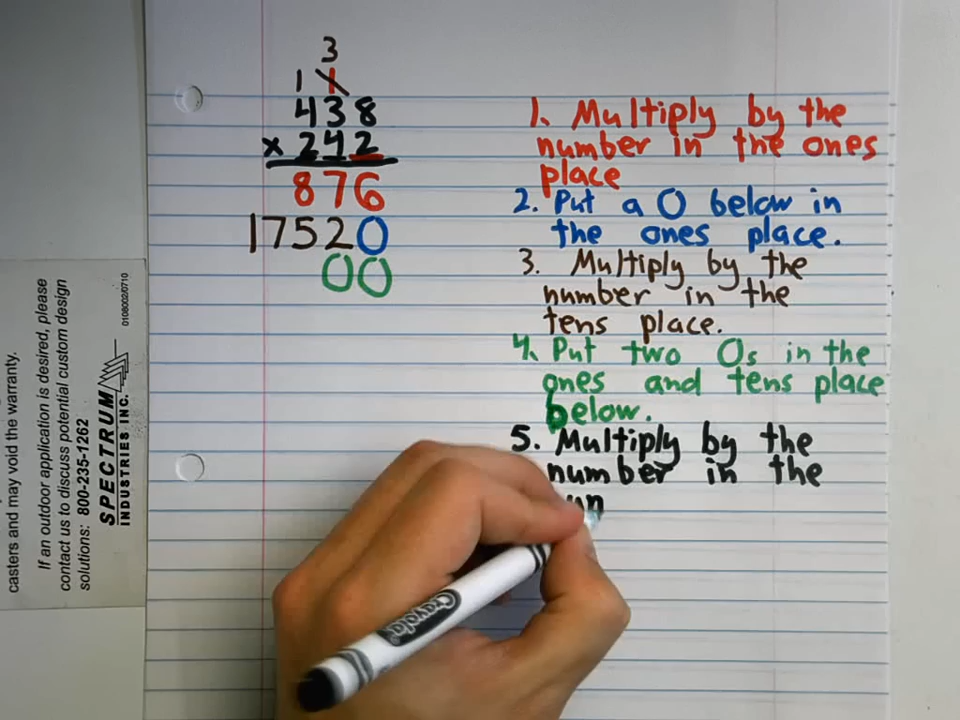 3
1 1
438
x 242
876
17520
00
1. Multiply by the
number in the ones
place
2. Put a 0 below in
the ones place.
3. Multiply by the
number in the
tens place.
4. Put two 0s in the
ones and tens place
below.
5. Multiply by the
number in the
casters and may void the warranty.
If an outdoor application is desired, please
contact us to discuss potential custom design
solutions: 800-235-1262
SPECTRUM
INDUSTRIES INC.
0108002/0710
Crayola